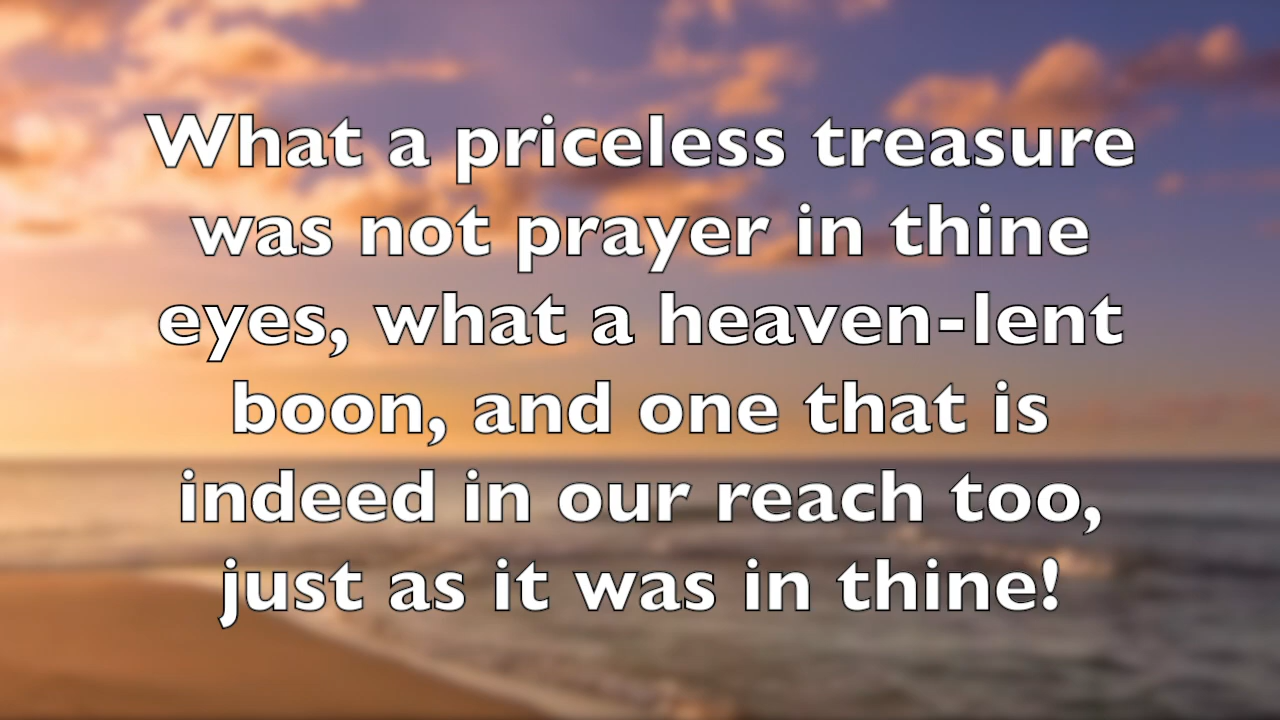 What a priceless treasure
was not prayer in thine
eyes, what a heaven-lent
boon, and one that is
indeed in our reach too,
just as it was in thine!